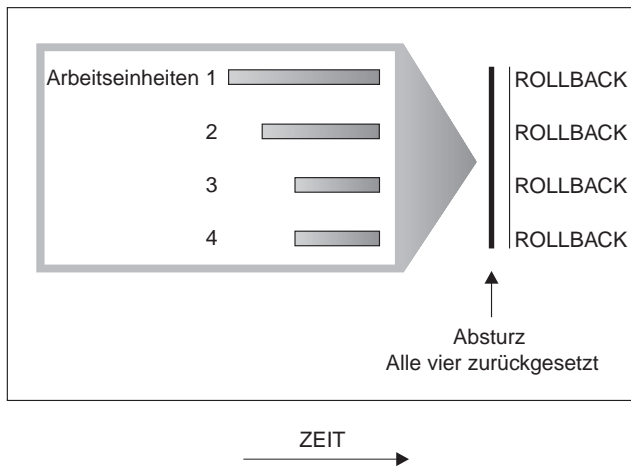 Arbeitseinheiten 1 ROLLBACK
2 ROLLBACK
3 ROLLBACK
4 ROLLBACK
Absturz
Alle vier zurückgesetzt
ZEIT